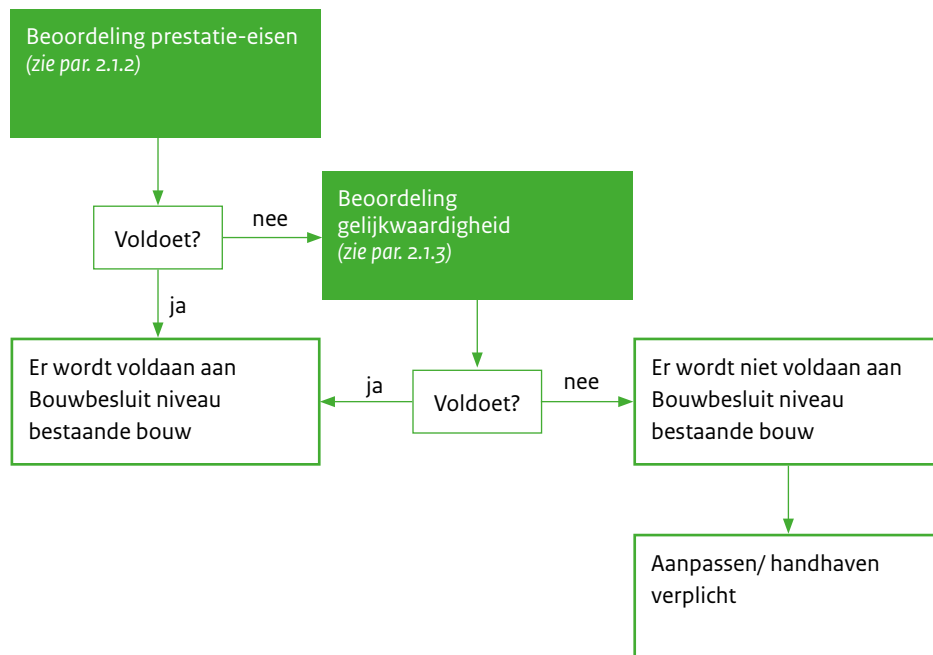 Beoordeling prestatie-eisen
(zie par. 2.1.2)
Voldoet?
nee
Beoordeling
gelijkwaardigheid
(zie par. 2.1.3)
ja
Er wordt voldaan aan
Bouwbesluit niveau
bestaande bouw
ja
Voldoet?
nee
Er wordt niet voldaan aan
Bouwbesluit niveau
bestaande bouw
Aanpassen/ handhaven
verplicht